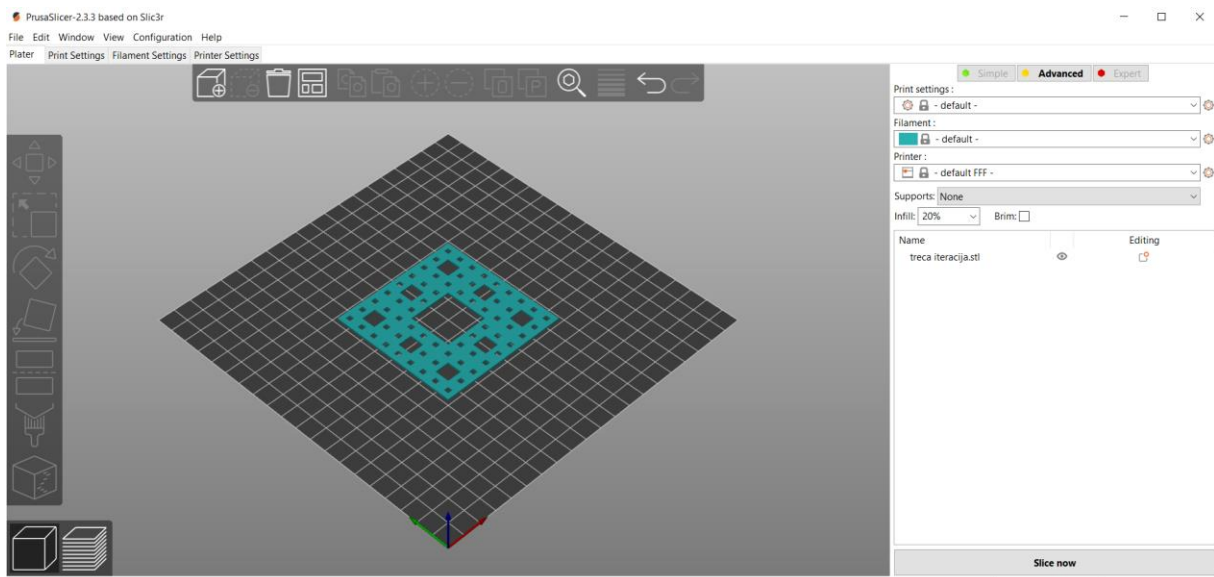 PrusaSlicer-2.3.3 based on Slic3r
File Edit Window View Configuration Help
Plater Print Settings Filament Settings Printer Settings
Simple Advanced Expert
Print settings :
- default -
Filament :
- default -
Printer :
- default FFF -
Supports: None
Infill: 20% Brim:
Name Editing
treca iteracija.stl
Slice now